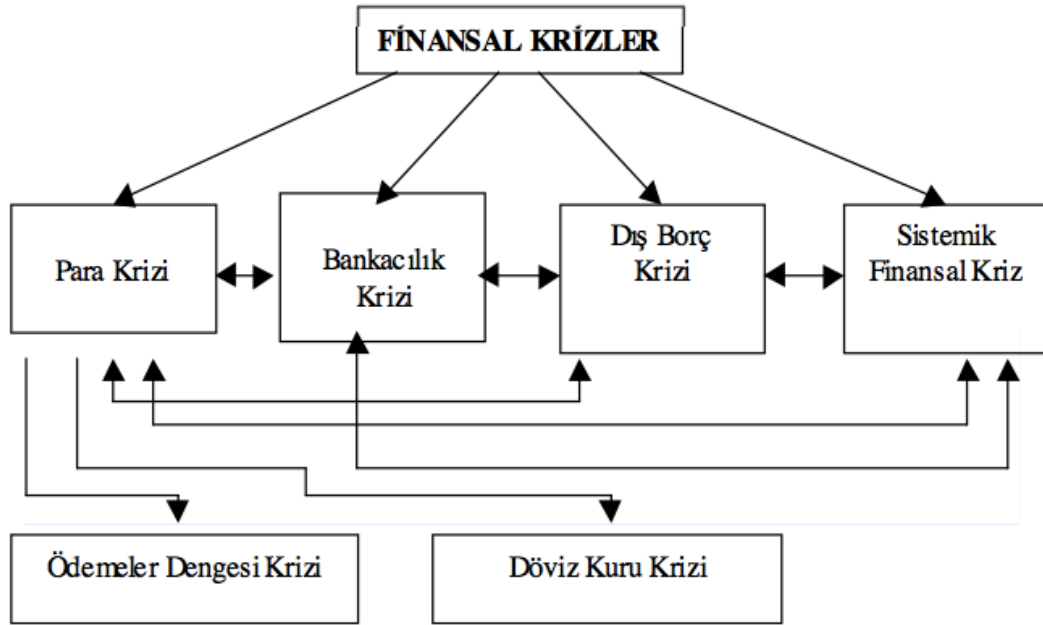 FİNANSAL KRİZLER
Para Krizi
Bankacılık
Krizi
Dış Borç
Krizi
Sistemik
Finansal Kriz
Ödemeler Dengesi Krizi
Döviz Kuru Krizi